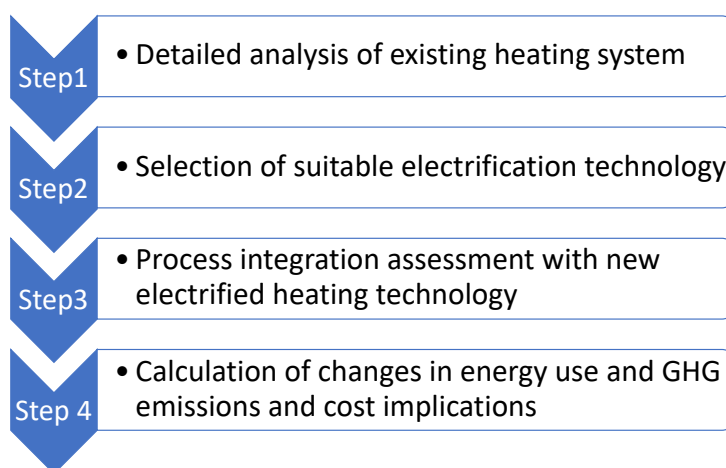 Step1
• Detailed analysis of existing heating system
Step2
• Selection of suitable electrification technology
Step3
• Process integration assessment with new
electrified heating technology
Step 4
• Calculation of changes in energy use and GHG
emissions and cost implications